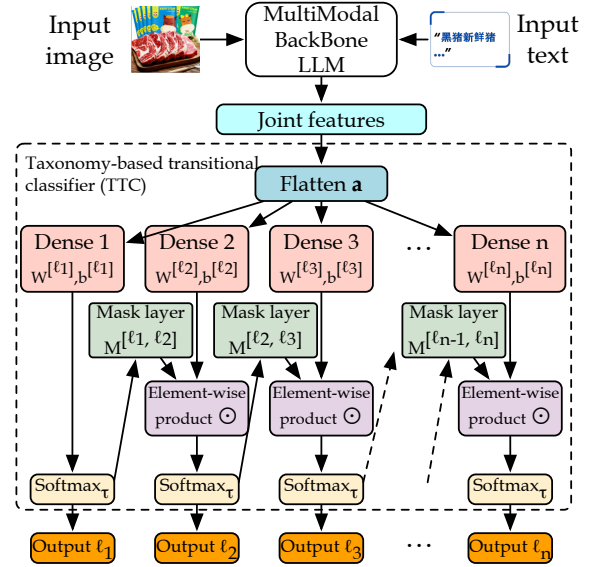 Input
image
MultiModal
BackBone
LLM
“黑猪新鲜猪
...”
Input
text
Joint features
Taxonomy-based transitional
classifier (TTC)
Flatten a
Dense 1
W[ℓ1],b[ℓ1]
Dense 2
W[ℓ2],b[ℓ2]
Dense 3
W[ℓ3],b[ℓ3]
...
Dense n
W[ℓn],b[ℓn]
Mask layer
M[ℓ1, ℓ2]
Mask layer
M[ℓ2, ℓ3]
Mask layer
M[ℓn-1, ℓn]
Element-wise
product ⊙
Element-wise
product ⊙
Element-wise
product ⊙
Softmaxτ
Softmaxτ
Softmaxτ
Softmaxτ
Output ℓ1
Output ℓ2
Output ℓ3
...
Output ℓn